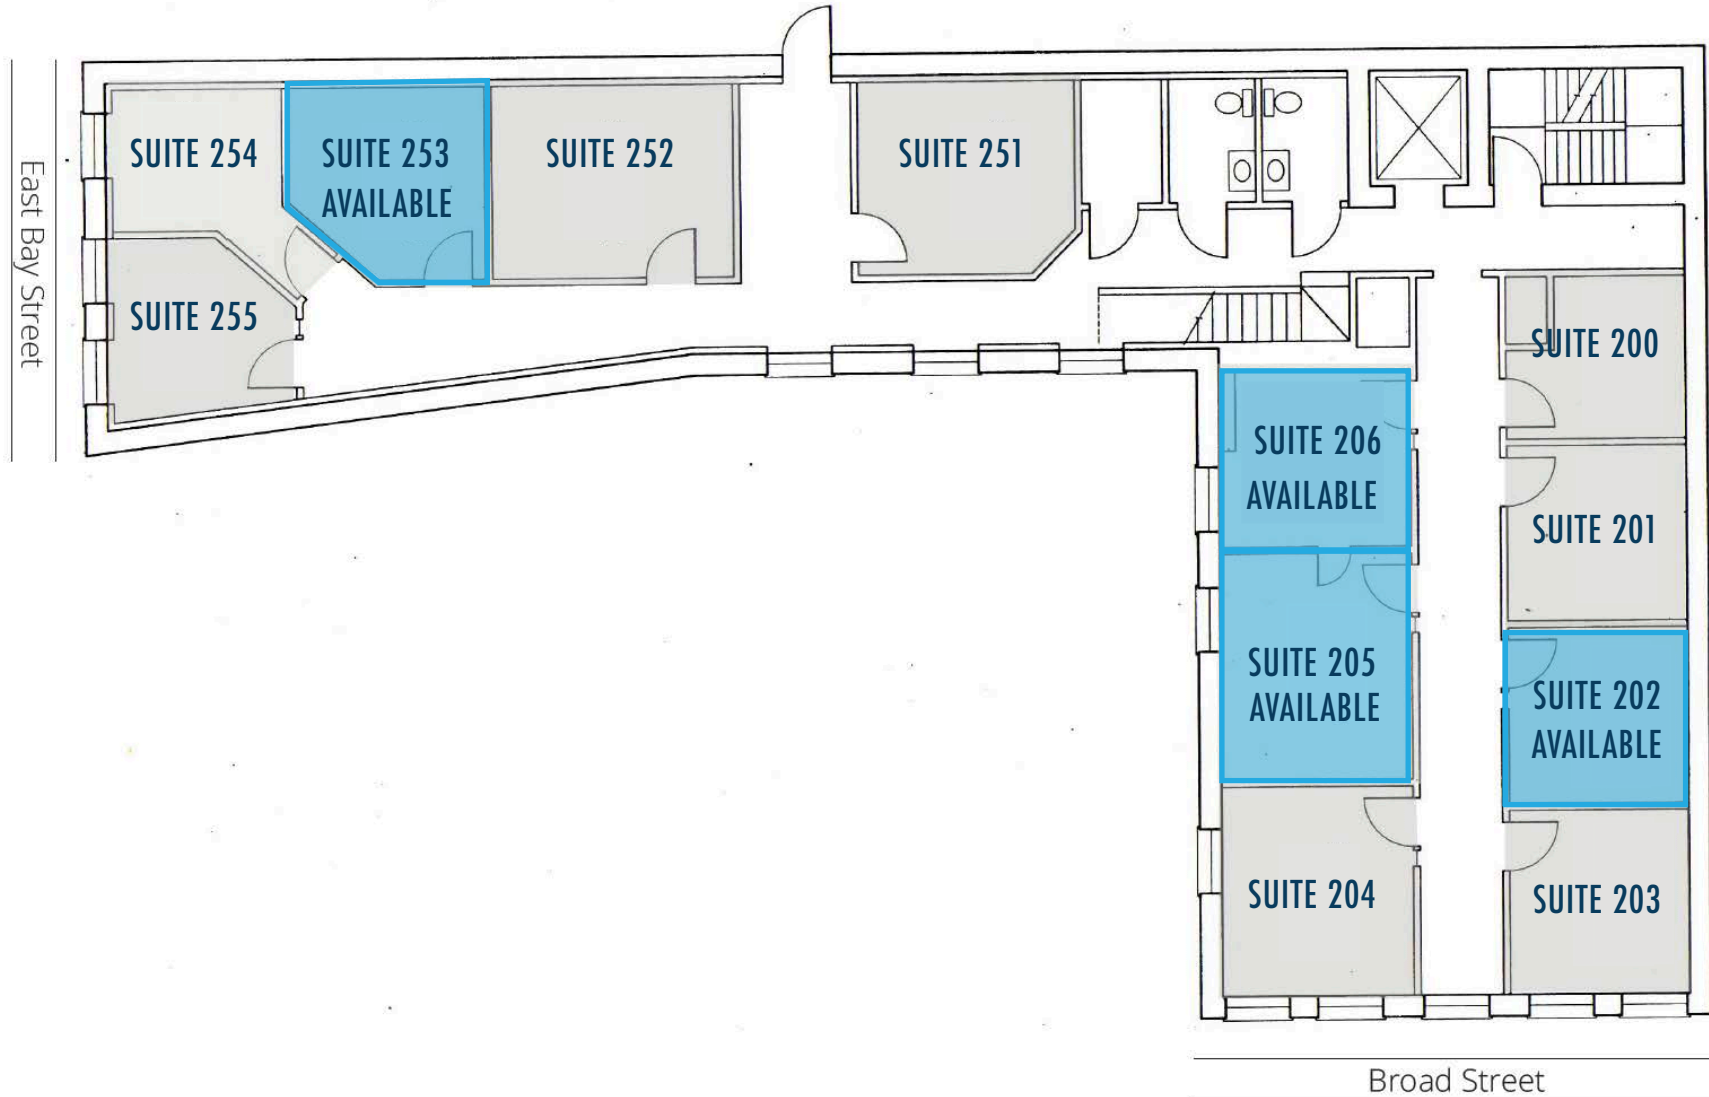 East Bay Street
SUITE 254
SUITE 253
AVAILABLE
SUITE 252
SUITE 251
SUITE 255
SUITE 200
SUITE 206
AVAILABLE
SUITE 201
SUITE 205
AVAILABLE
SUITE 202
AVAILABLE
SUITE 204
SUITE 203
Broad Street